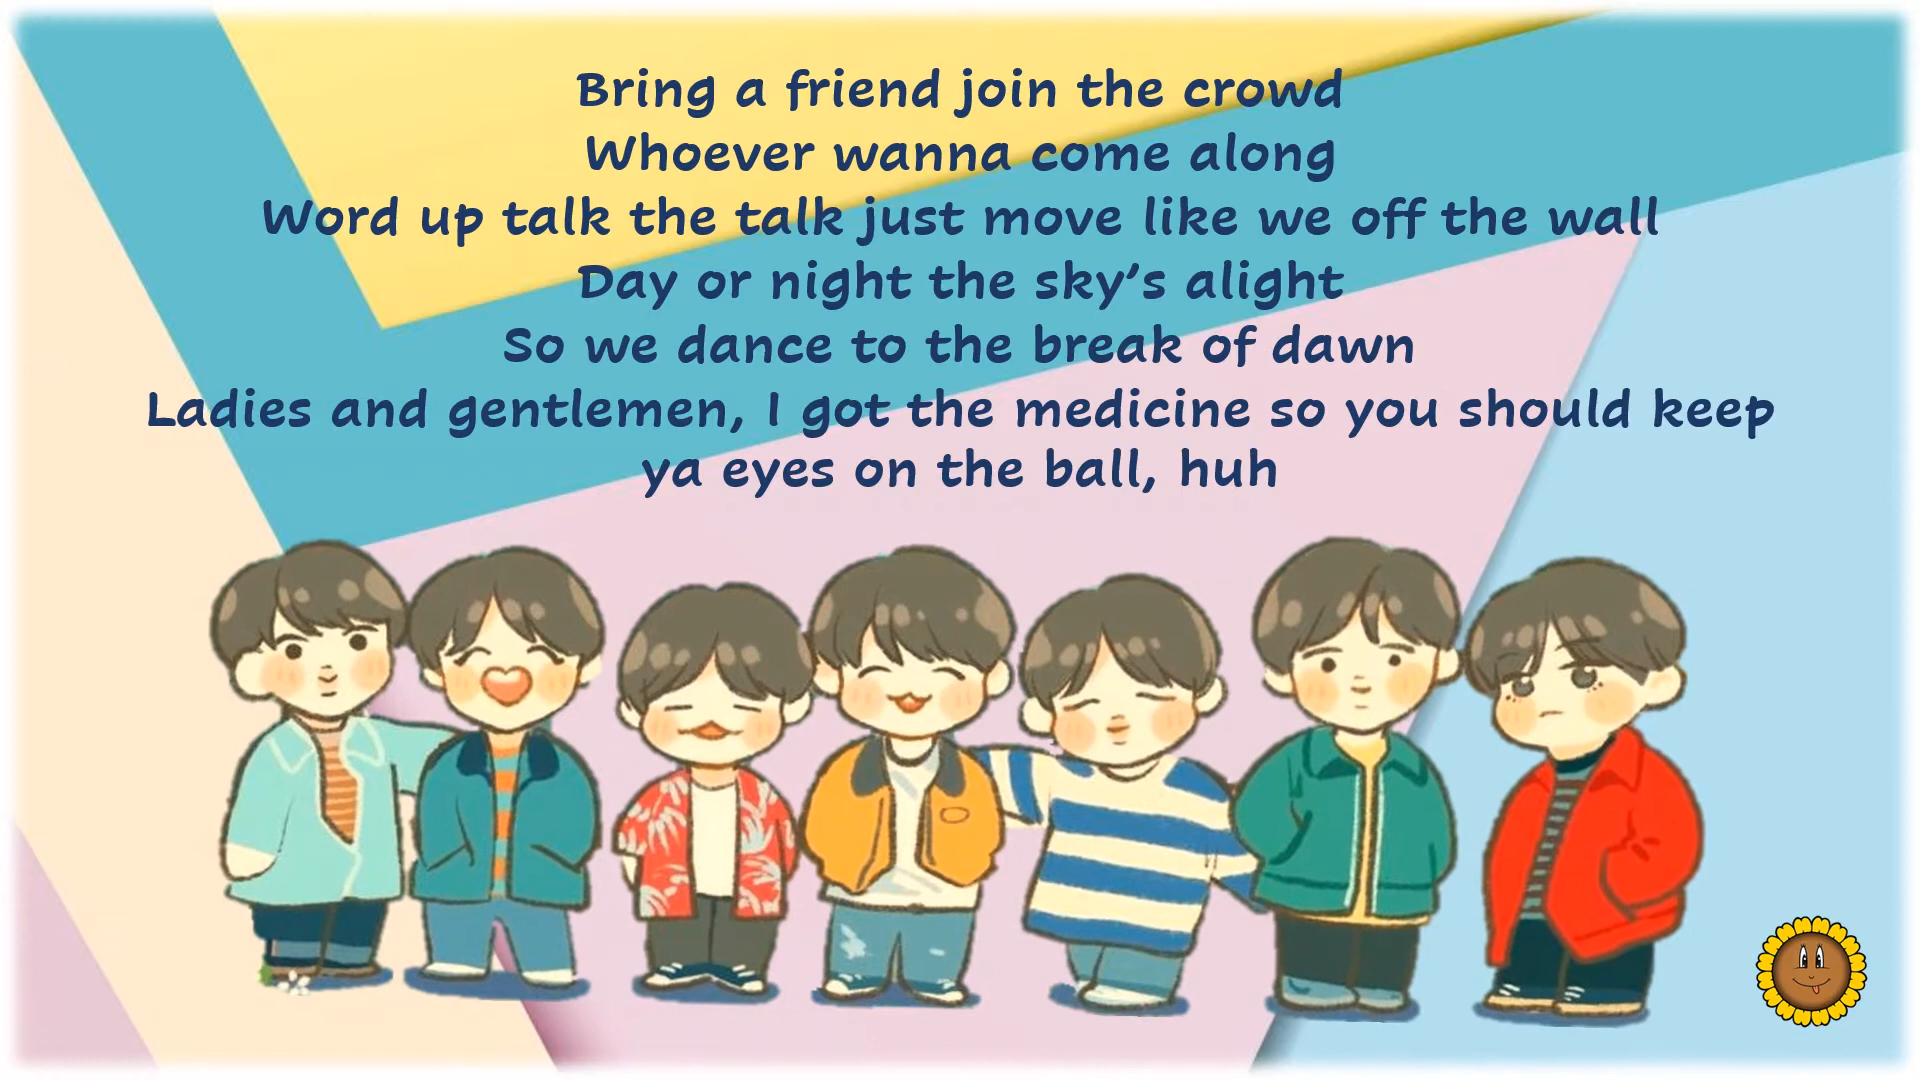 Bring a friend join the crowd
Whoever wanna come along
Word up talk the talk just move like we off the wall
Day or night the sky’s alight
So we dance to the break of dawn
Ladies and gentlemen, I got the medicine so you should keep
ya eyes on the ball, huh